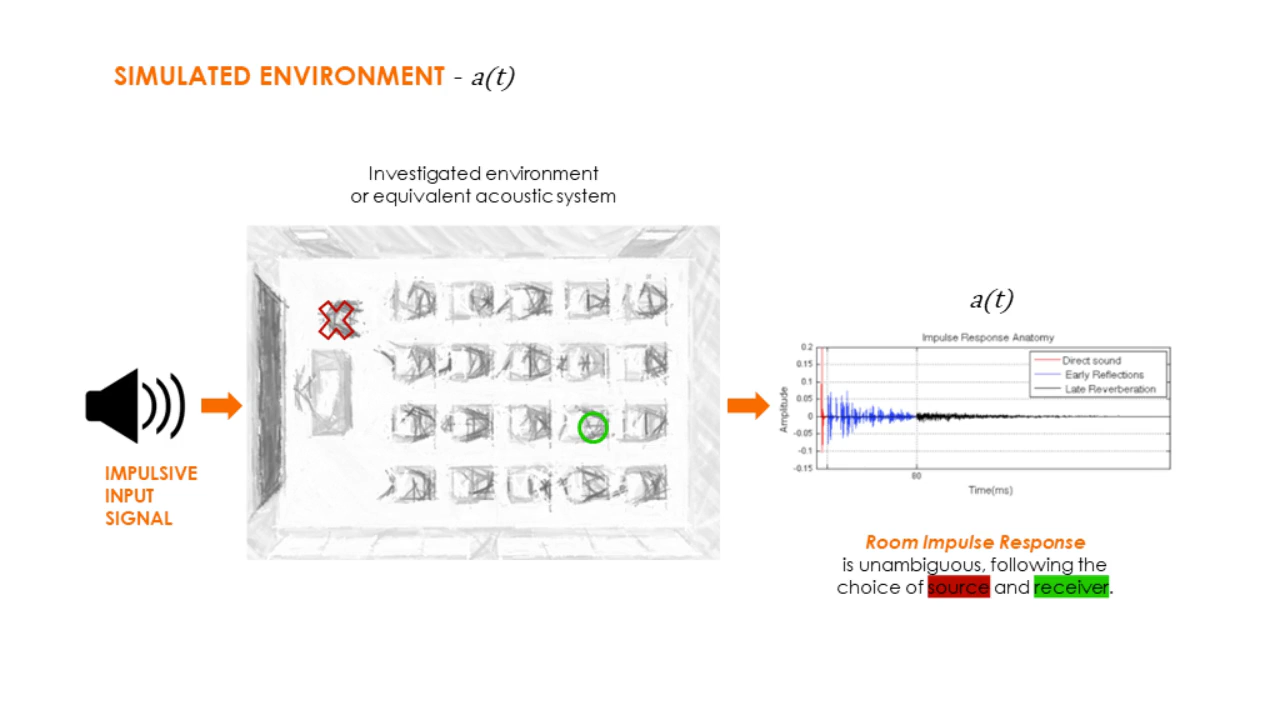 SIMULATED ENVIRONMENT - a(t)
Investigated environment
or equivalent acoustic system
IMPULSIVE
INPUT
SIGNAL
a(t)
Impulse Response Anatomy
0.2
0.15
0.1
0.05
0
-0.05
-0.1
-0.15
Amplitude
Direct sound
Early Reflections
Late Reverberation
80
Time(ms)
Room Impulse Response
is unambiguous, following the
choice of source and receiver.